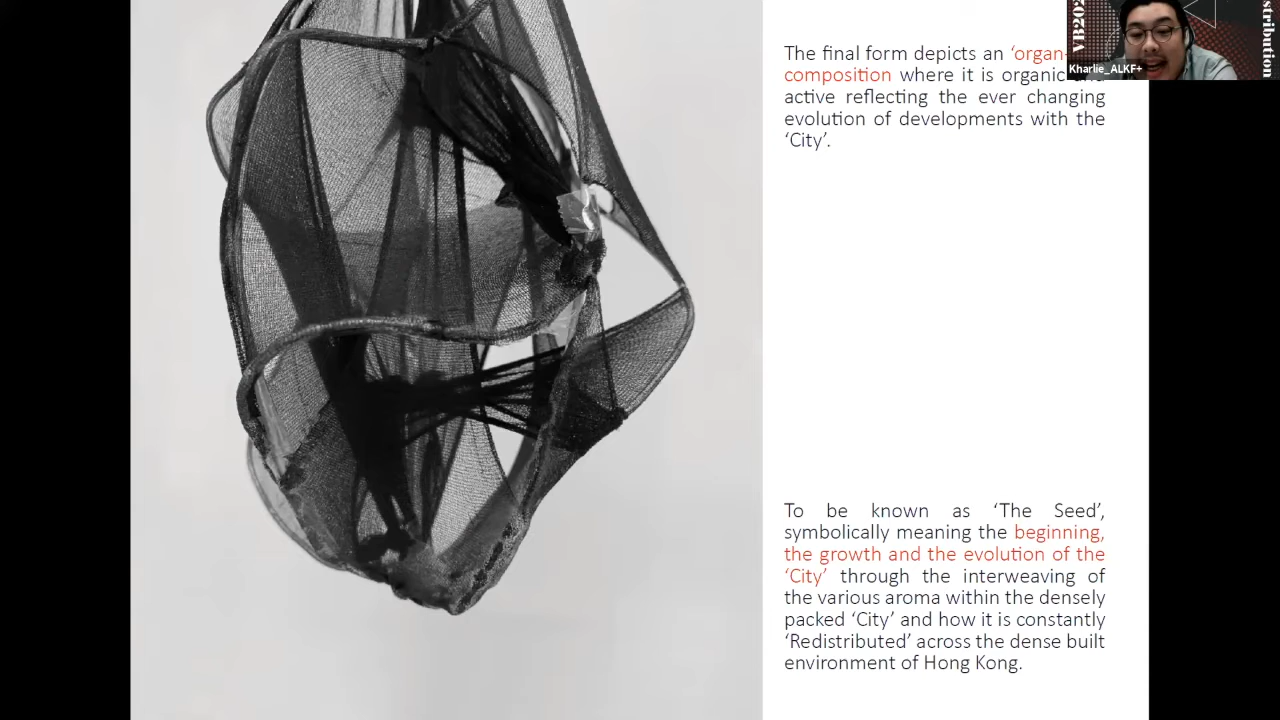 The final form depicts an ‘organ
composition where it is organic
active reflecting the ever changing
evolution of developments with the
‘City’.
To be known as ‘The Seed’,
symbolically meaning the beginning,
the growth and the evolution of the
‘City’ through the interweaving of
the various aroma within the densely
packed ‘City’ and how it is constantly
‘Redistributed’ across the dense built
environment of Hong Kong.
VB202
Kharlie_ALKF+
stribution